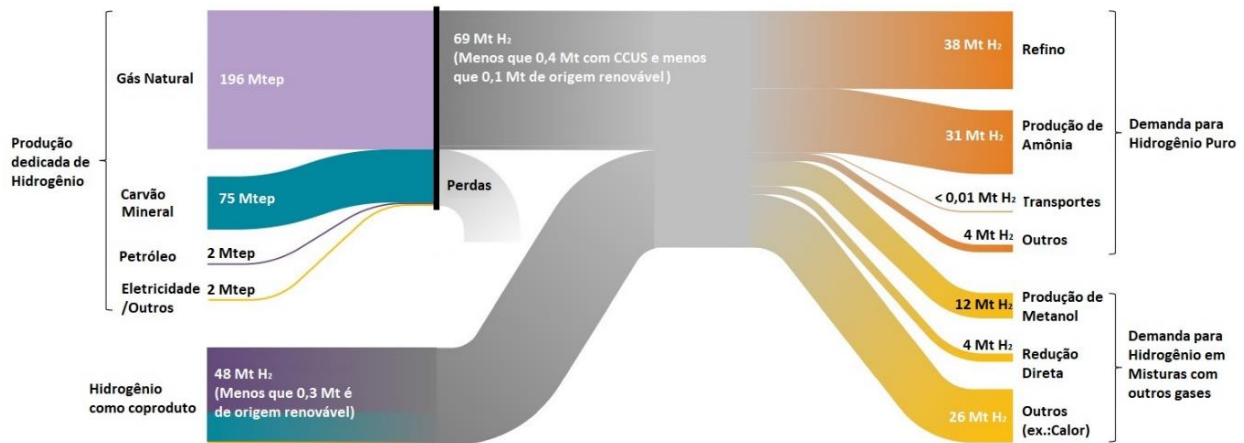 Produção
dedicada de
Hidrogênio
Gás Natural
196 Mtep
Carvão
Mineral
75 Mtep
Petróleo
2 Mtep
Eletricidade
/Outros
2 Mtep
Hidrogênio
como coproduto
48 Mt H₂
(Menos que 0,3 Mt é
de origem renovável)
69 Mt H₂
(Menos que 0,4 Mt com CCUS e menos
que 0,1 Mt de origem renovável)
Perdas
38 Mt H₂
Refino
31 Mt H₂
Produção de
Amônia
< 0,01 Mt H₂
Transportes
4 Mt H₂
Outros
Demanda para
Hidrogênio Puro
12 Mt H₂
Produção de
Metanol
4 Mt H₂
Redução
Direta
26 Mt H₂
Outros
(ex.:Calor)
Demanda para
Hidrogênio em
Misturas com
outros gases